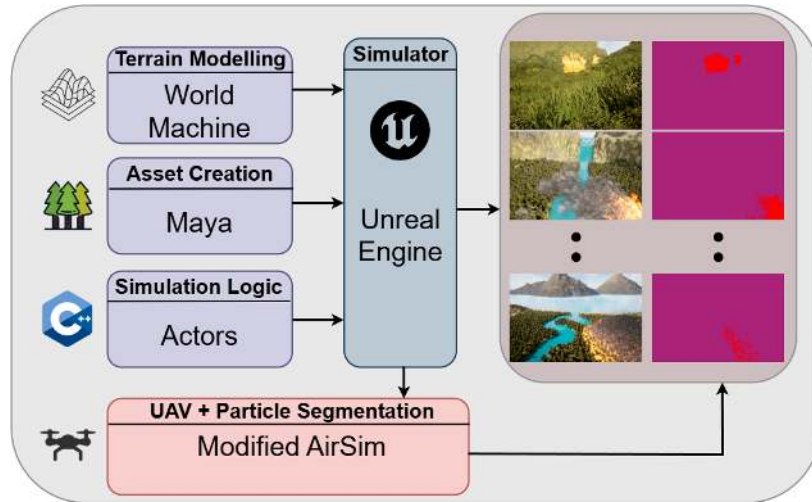 Terrain Modelling
World
Machine
Asset Creation
Maya
Simulation Logic
C++
Actors
Simulator
Unreal
Engine
UAV + Particle Segmentation
Modified AirSim